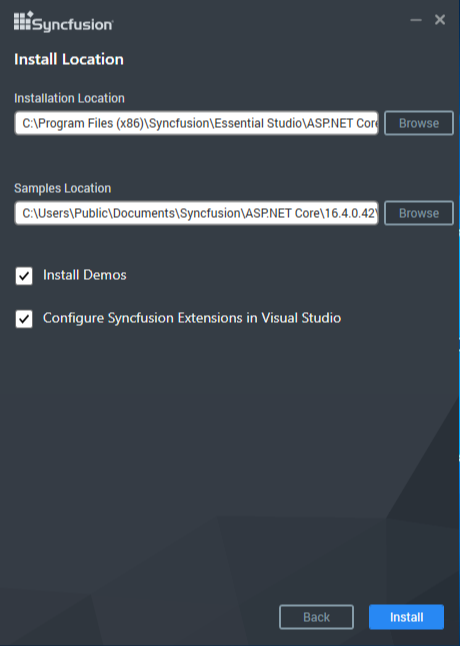 Syncfusion
Install Location
Installation Location
C:\Program Files (x86)\Syncfusion\Essential Studio\ASP.NET Core
Browse
Samples Location
C:\Users\Public\Documents\Syncfusion\ASP.NET Core\16.4.0.42\
Browse
Install Demos
Configure Syncfusion Extensions in Visual Studio
Back
Install